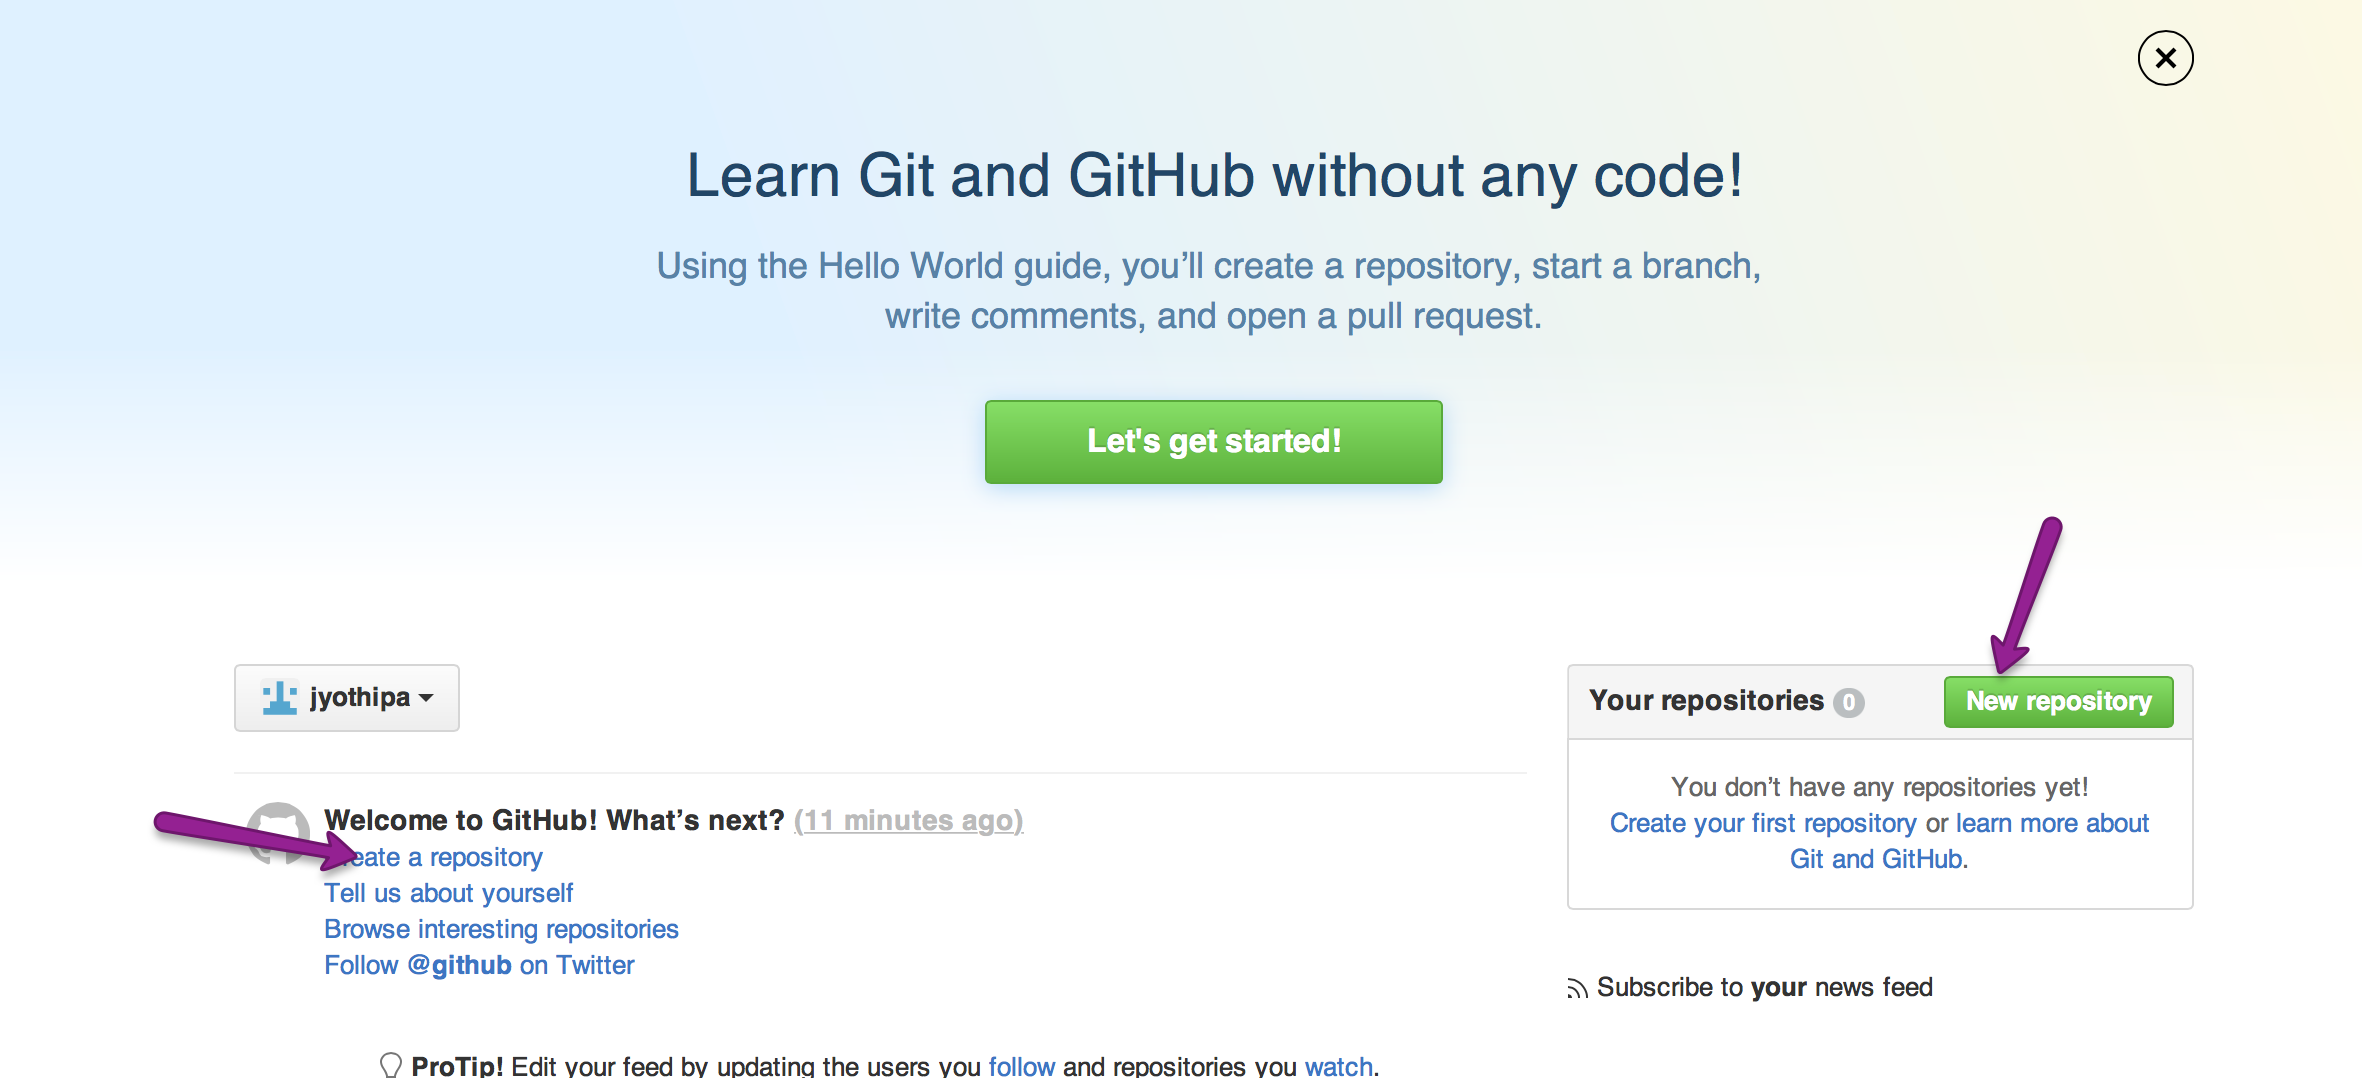 Learn Git and GitHub without any code!
Using the Hello World guide, you’ll create a repository, start a branch,
write comments, and open a pull request.
Let's get started!
jyothipa
Welcome to GitHub! What’s next? (11 minutes ago)
eate a repository
Tell us about yourself
Browse interesting repositories
Follow @github on Twitter
ProTip! Edit your feed by updating the users you follow and repositories you watch.
Your repositories 0
New repository
You don’t have any repositories yet!
Create your first repository or learn more about
Git and GitHub.
Subscribe to your news feed